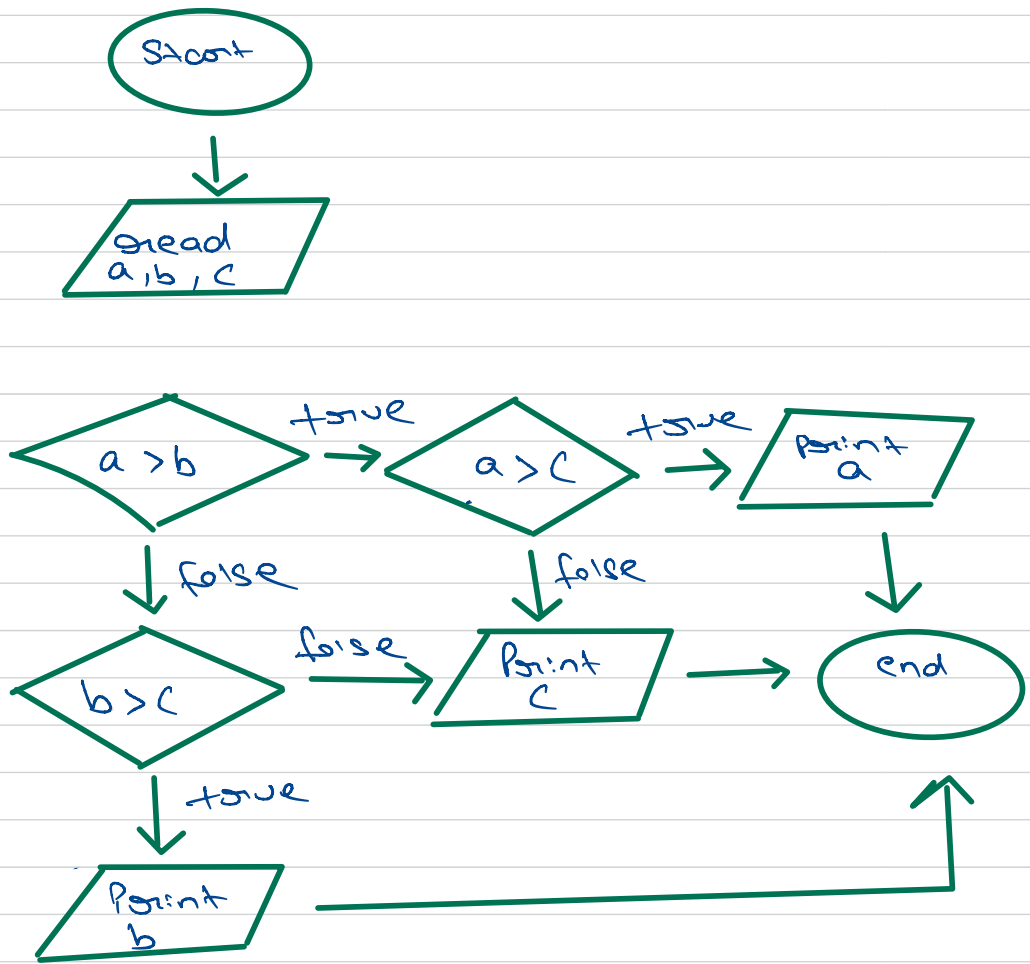 Start
read
a, b, c
a > b
true
a > c
true
print
a
false
false
b > c
false
Print
c
end
true
Print
b